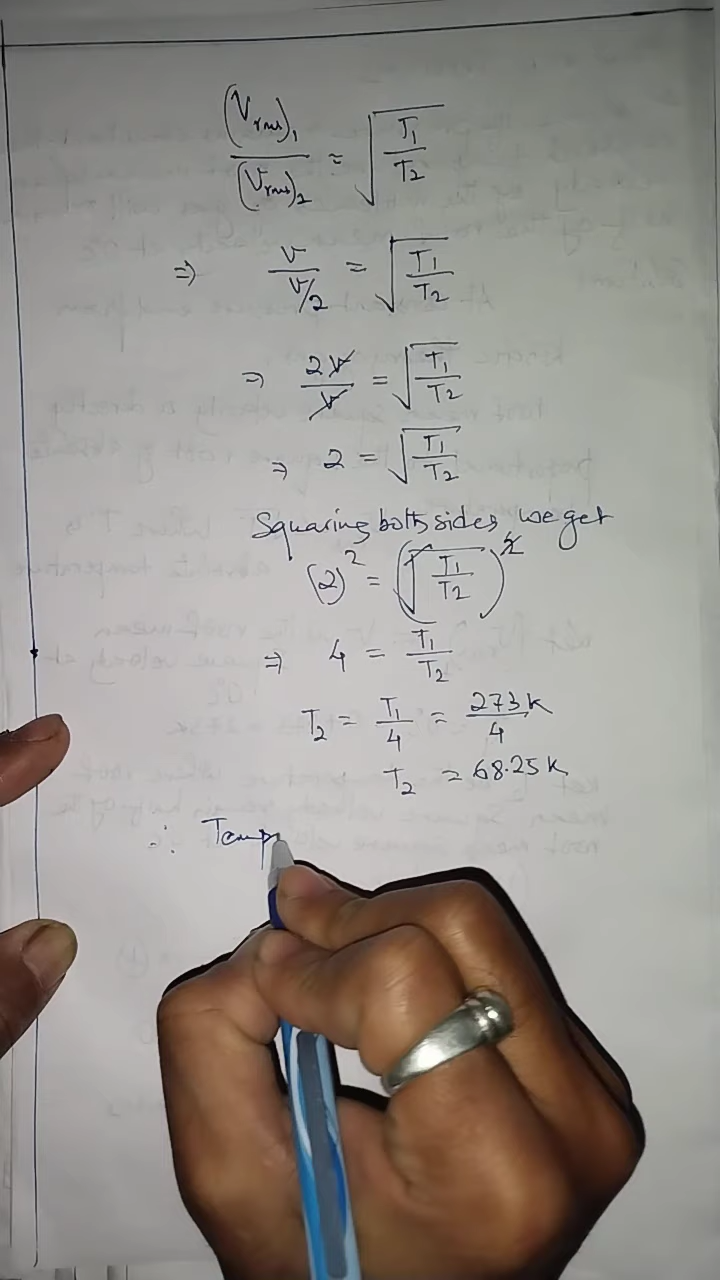 (Vrms)₁ / (Vrms)₂ = √(T₁/T₂)
⇒ V / (V/2) = √(T₁/T₂)
⇒ 2V / V = √(T₁/T₂)
⇒ 2 = √(T₁/T₂)
Squaring both sides we get
(2)² = (√(T₁/T₂))²
⇒ 4 = T₁/T₂
T₂ = T₁/4 = 273K/4
T₂ = 68.25K
∴ Temp